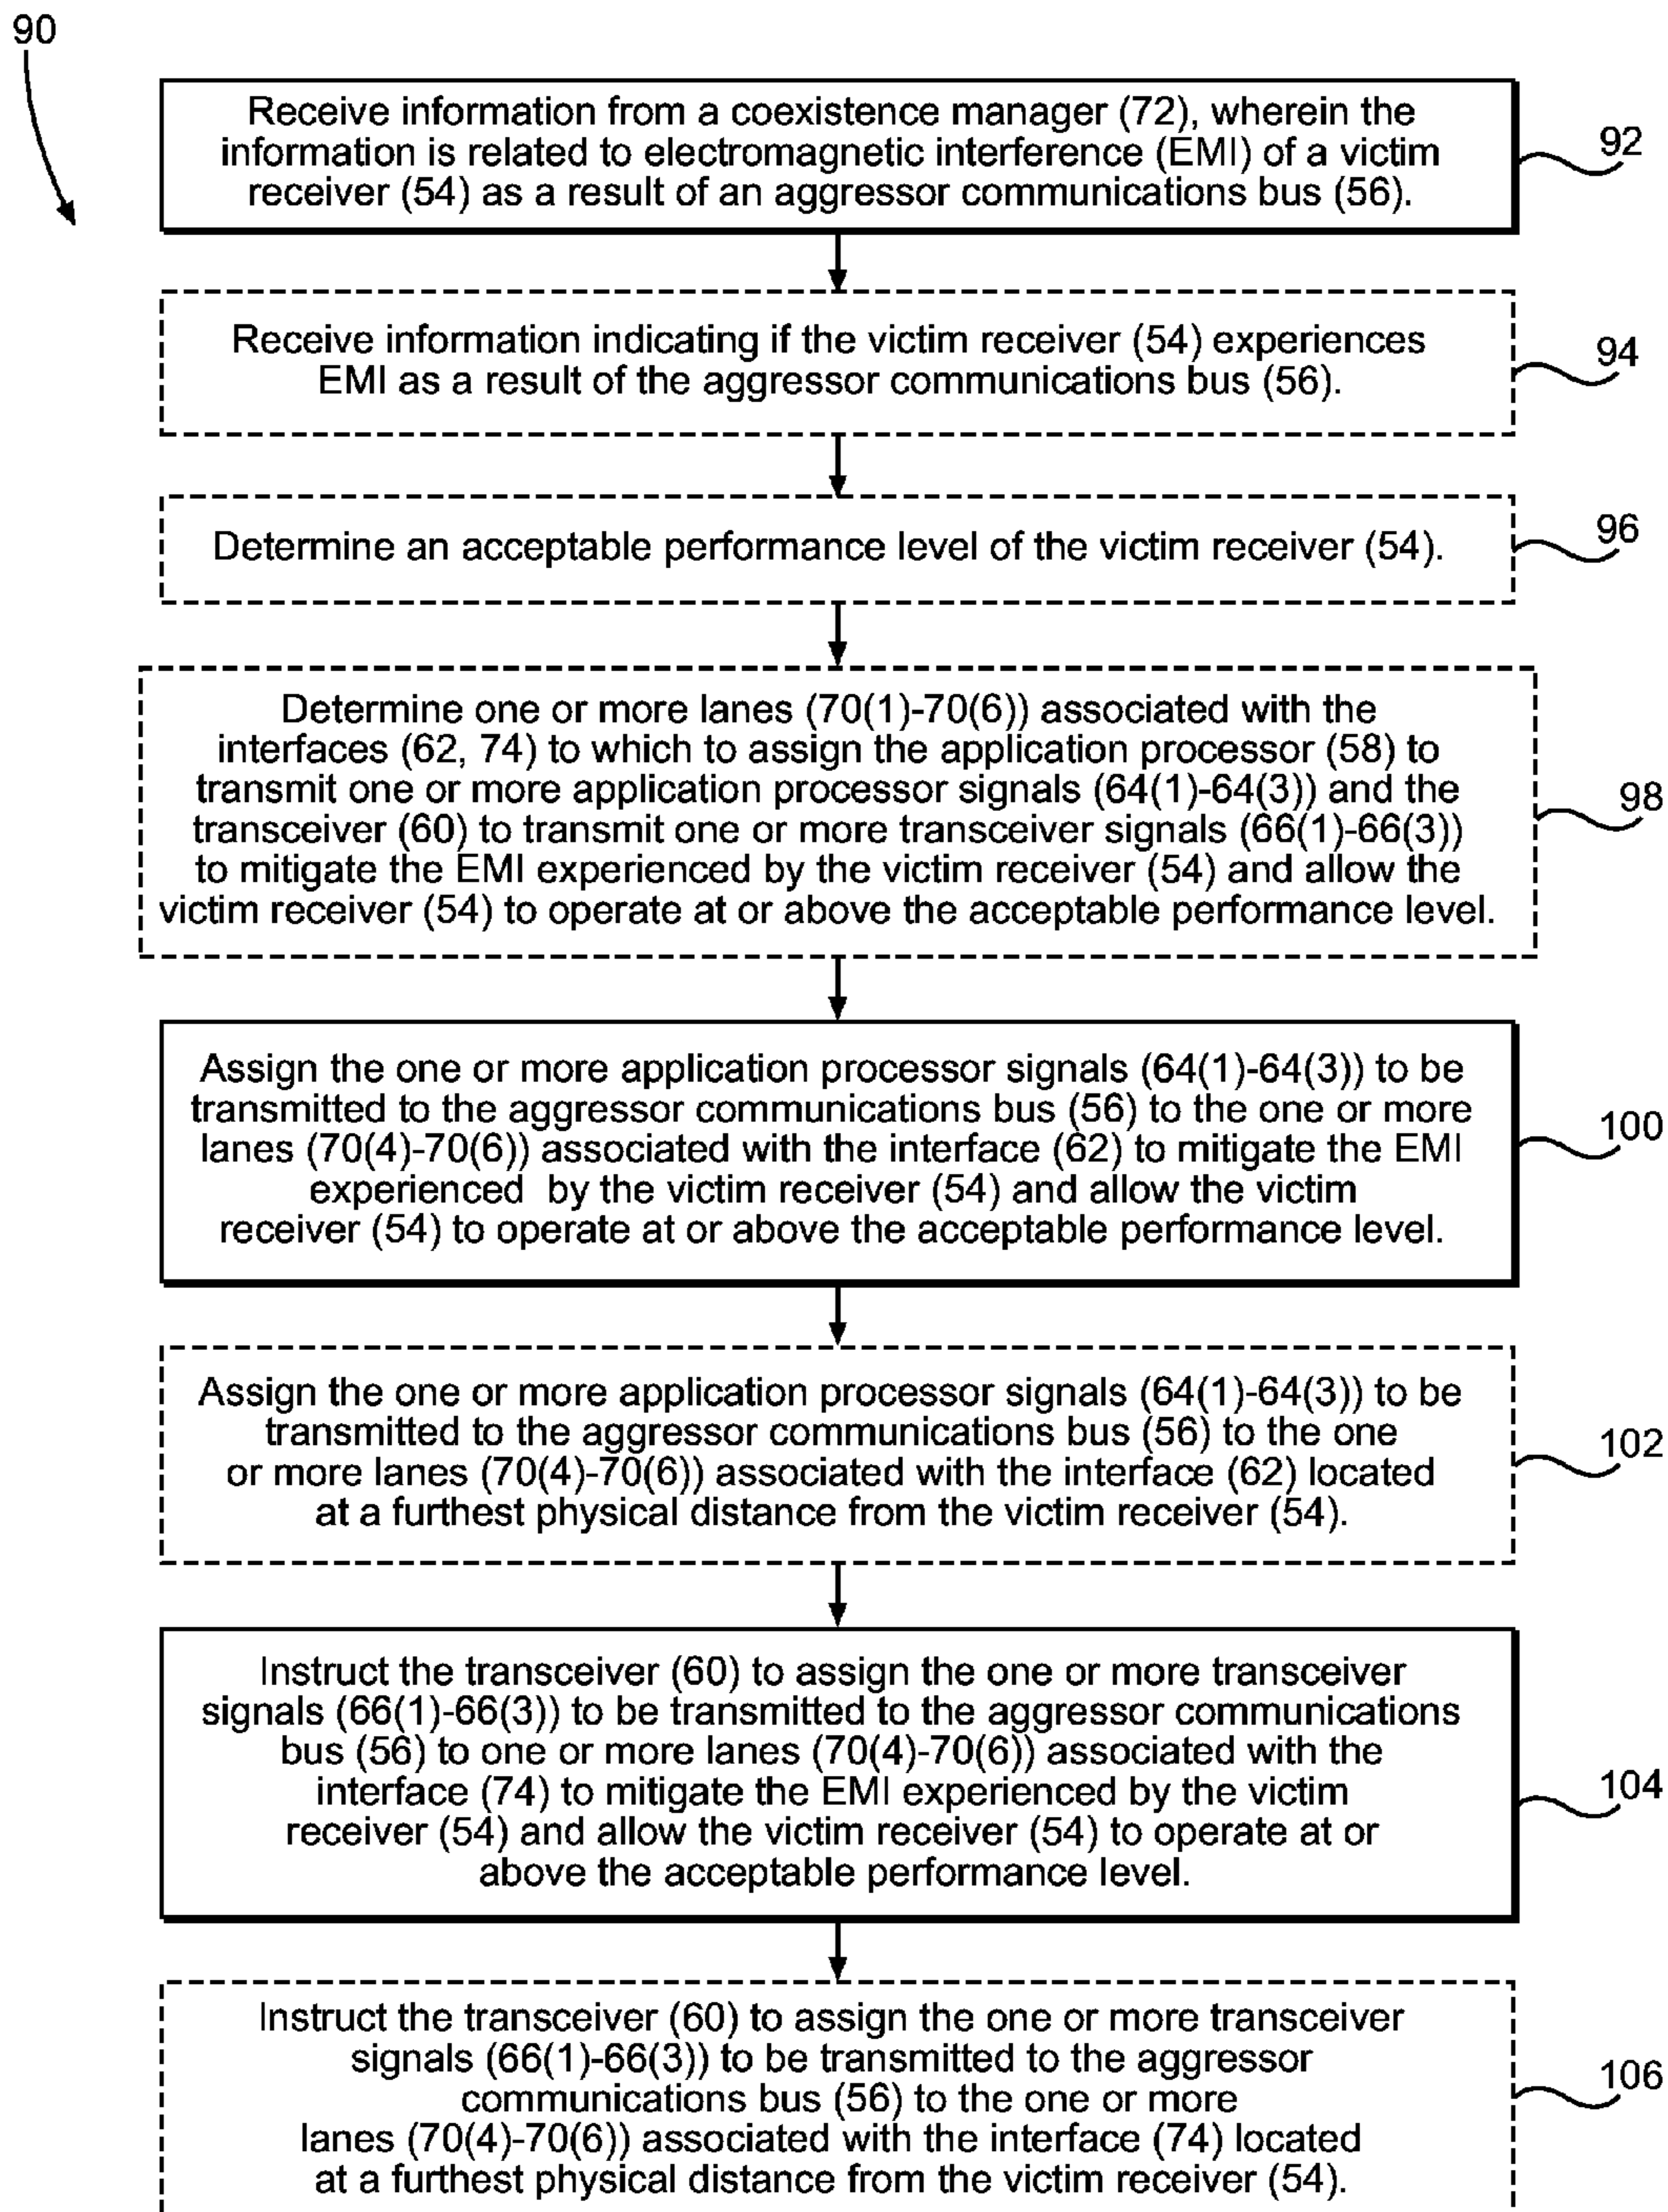 90
Receive information from a coexistence manager (72), wherein the
information is related to electromagnetic interference (EMI) of a victim
receiver (54) as a result of an aggressor communications bus (56).
92
Receive information indicating if the victim receiver (54) experiences
EMI as a result of the aggressor communications bus (56).
94
Determine an acceptable performance level of the victim receiver (54).
96
Determine one or more lanes (70(1)-70(6)) associated with the
interfaces (62, 74) to which to assign the application processor (58) to
transmit one or more application processor signals (64(1)-64(3)) and the
transceiver (60) to transmit one or more transceiver signals (66(1)-66(3))
to mitigate the EMI experienced by the victim receiver (54) and allow the
victim receiver (54) to operate at or above the acceptable performance level.
98
Assign the one or more application processor signals (64(1)-64(3)) to be
transmitted to the aggressor communications bus (56) to the one or more
lanes (70(4)-70(6)) associated with the interface (62) to mitigate the EMI
experienced by the victim receiver (54) and allow the victim
receiver (54) to operate at or above the acceptable performance level.
100
Assign the one or more application processor signals (64(1)-64(3)) to be
transmitted to the aggressor communications bus (56) to the one
or more lanes (70(4)-70(6)) associated with the interface (62) located
at a furthest physical distance from the victim receiver (54).
102
Instruct the transceiver (60) to assign the one or more transceiver
signals (66(1)-66(3)) to be transmitted to the aggressor communications
bus (56) to one or more lanes (70(4)-70(6)) associated with the
interface (74) to mitigate the EMI experienced by the victim
receiver (54) and allow the victim receiver (54) to operate at or
above the acceptable performance level.
104
Instruct the transceiver (60) to assign the one or more transceiver
signals (66(1)-66(3)) to be transmitted to the aggressor
communications bus (56) to the one or more
lanes (70(4)-70(6)) associated with the interface (74) located
at a furthest physical distance from the victim receiver (54).
106